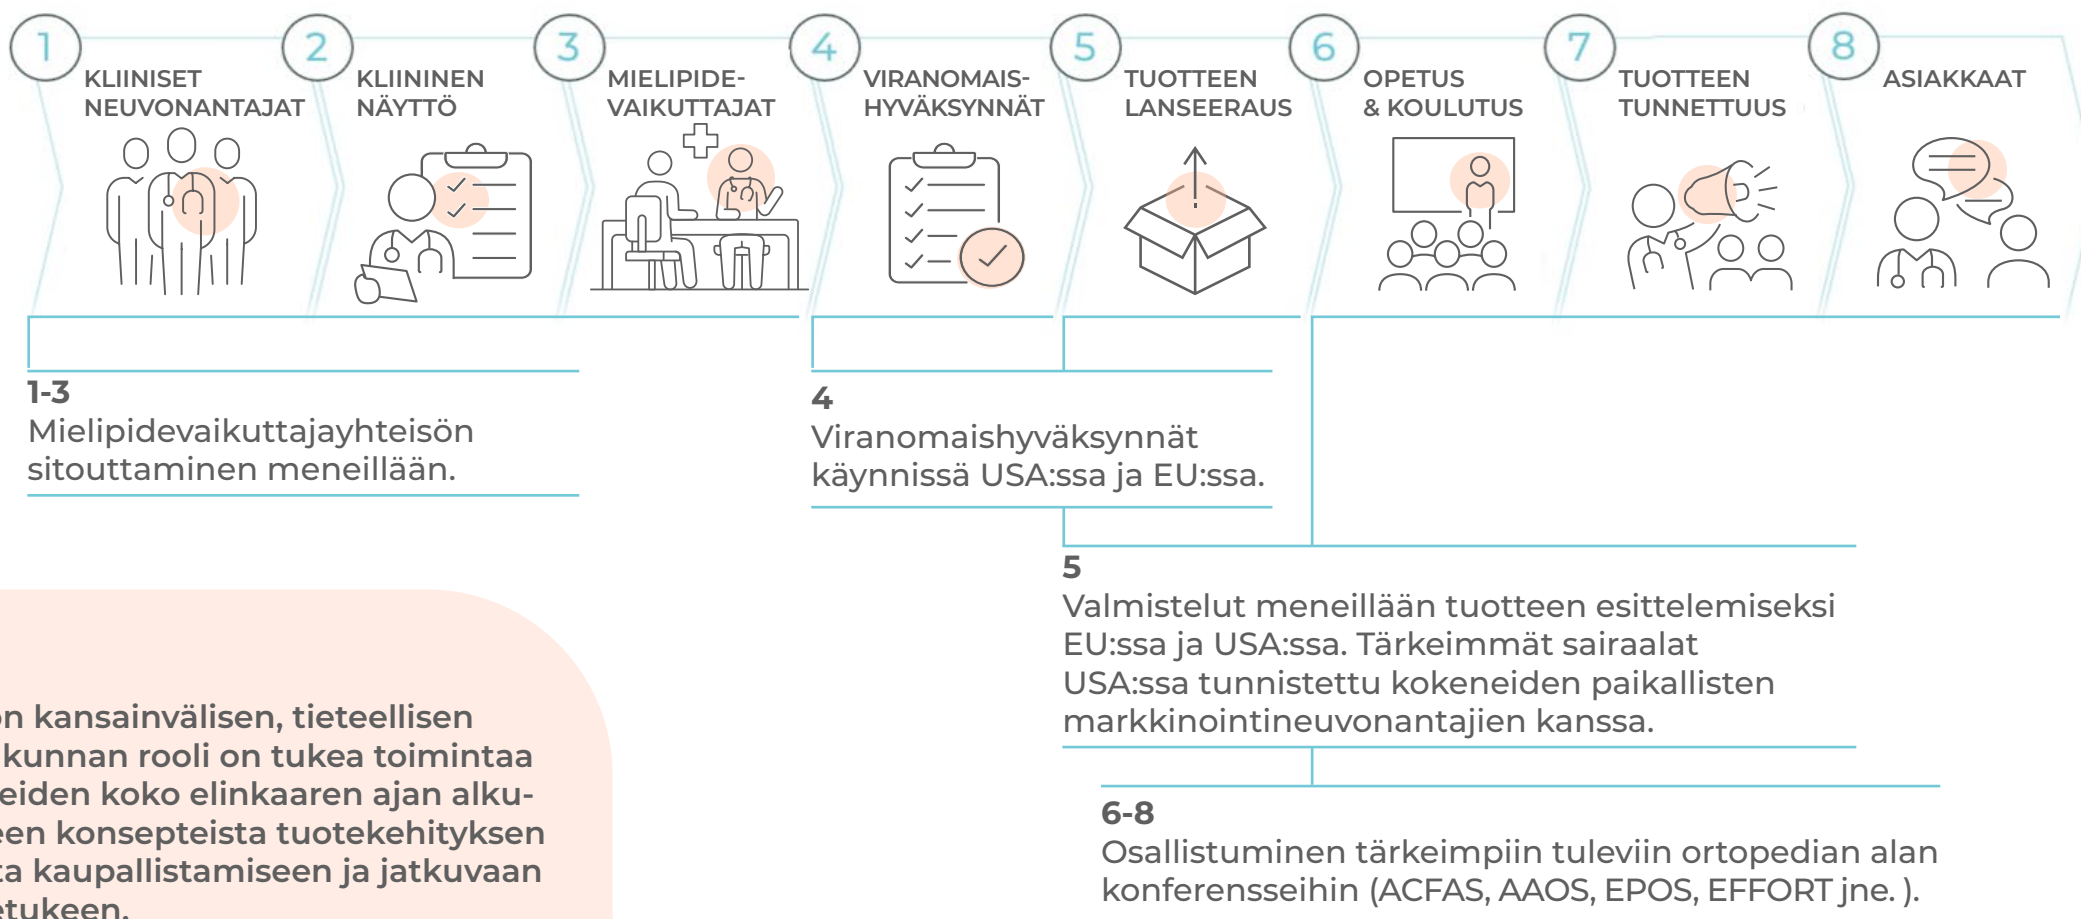 1
KLIINISET
NEUVONANTAJAT
2
KLIININEN
NÄYTTÖ
3
MIELIPIDE-
VAIKUTTAJAT
4
VIRANOMAIS-
HYVÄKSYNNÄT
5
TUOTTEEN
LANSEERAUS
6
OPETUS
& KOULUTUS
7
TUOTTEEN
TUNNETTUUS
8
ASIAKKAAT
1-3
Mielipidevaikuttajayhteisön
sitouttaminen meneillään.
4
Viranomaishyväksynnät
käynnissä USA:ssa ja EU:ssa.
5
Valmistelut meneillään tuotteen esittelemiseksi
EU:ssa ja USA:ssa. Tärkeimmät sairaalat
USA:ssa tunnistettu kokeneiden paikallisten
markkinointineuvonantajien kanssa.
6-8
Osallistuminen tärkeimpiin tuleviin ortopedian alan
konferensseihin (ACFAS, AAOS, EPOS, EFFORT jne. ).
kansainvälisen, tieteellisen
kunnan rooli on tukea toimintaa
eiden koko elinkaaren ajan alku-
een konsepteista tuotekehityksen
ta kaupallistamiseen ja jatkuvaan
etukeen.